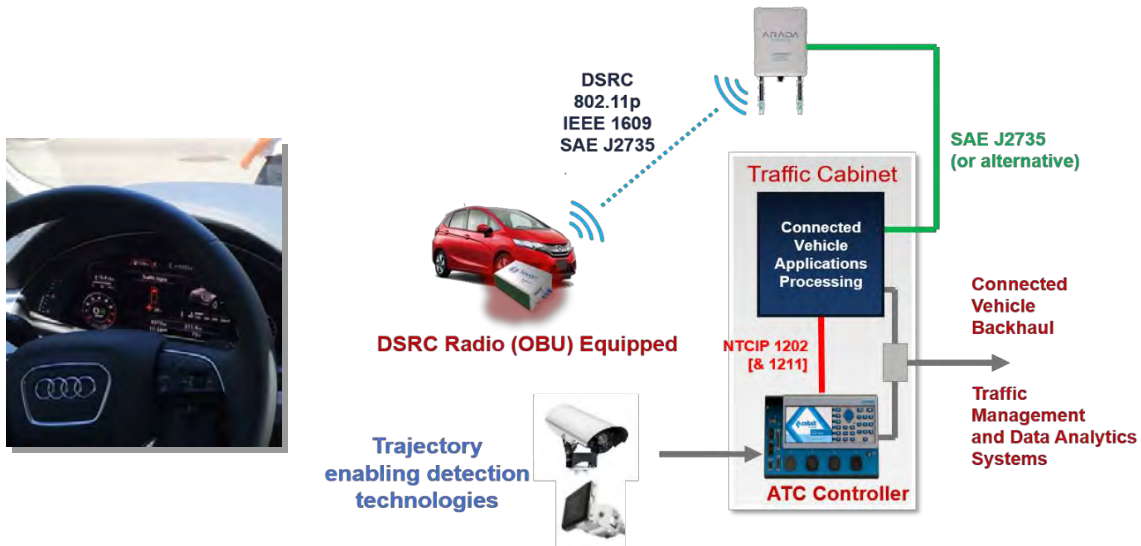 ARADA
DSRC
802.11p
IEEE 1609
SAE J2735
SAE J2735
(or alternative)
Traffic Cabinet
Connected
Vehicle
Applications
Processing
DSRC Radio (OBU) Equipped
NTCIP 1202
[& 1211]
Connected
Vehicle
Backhaul
Traffic
Management
and Data Analytics
Systems
Trajectory
enabling detection
technologies
ATC Controller